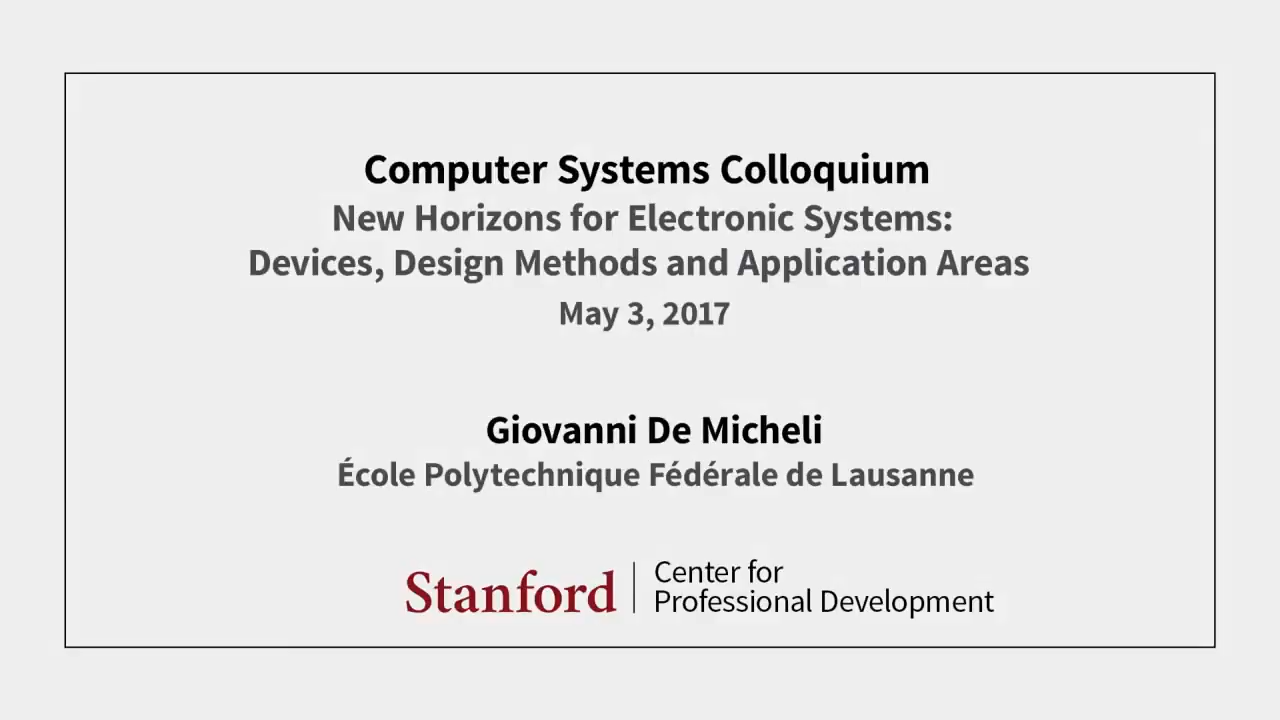 Computer Systems Colloquium
New Horizons for Electronic Systems:
Devices, Design Methods and Application Areas
May 3, 2017
Giovanni De Micheli
École Polytechnique Fédérale de Lausanne
Stanford
Center for
Professional Development